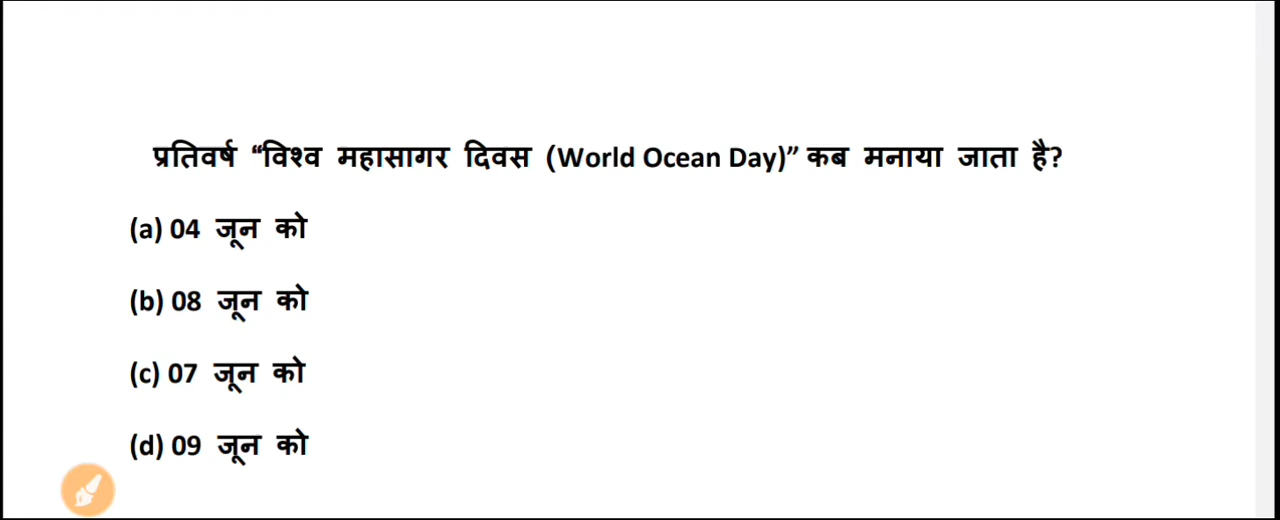 प्रतिवर्ष “विश्व महासागर दिवस (World Ocean Day)” कब मनाया जाता है?
(a) 04 जून को
(b) 08 जून को
(c) 07 जून को
(d) 09 जून को